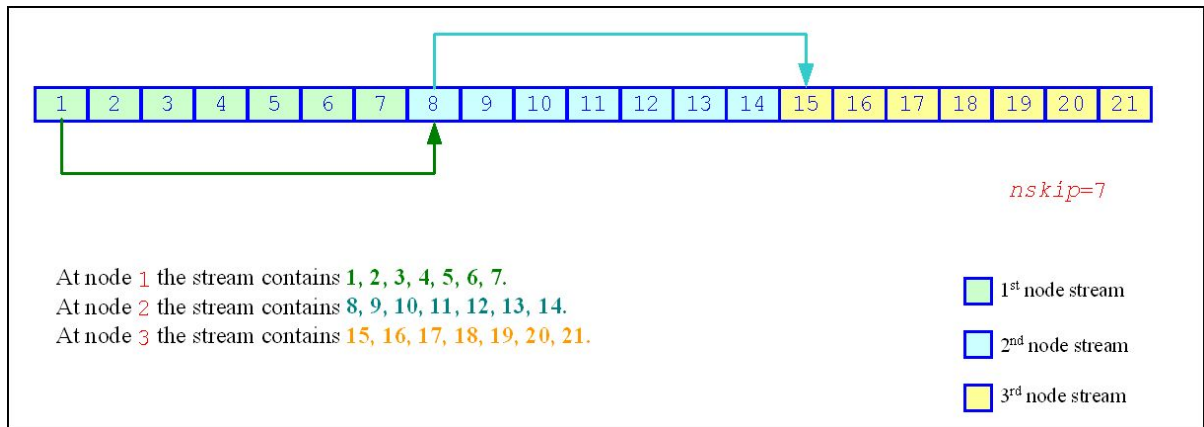 1 2 3 4 5 6 7 8 9 10 11 12 13 14 15 16 17 18 19 20 21
nskip=7
At node 1 the stream contains 1, 2, 3, 4, 5, 6, 7.
At node 2 the stream contains 8, 9, 10, 11, 12, 13, 14.
At node 3 the stream contains 15, 16, 17, 18, 19, 20, 21.
1st node stream
2nd node stream
3rd node stream